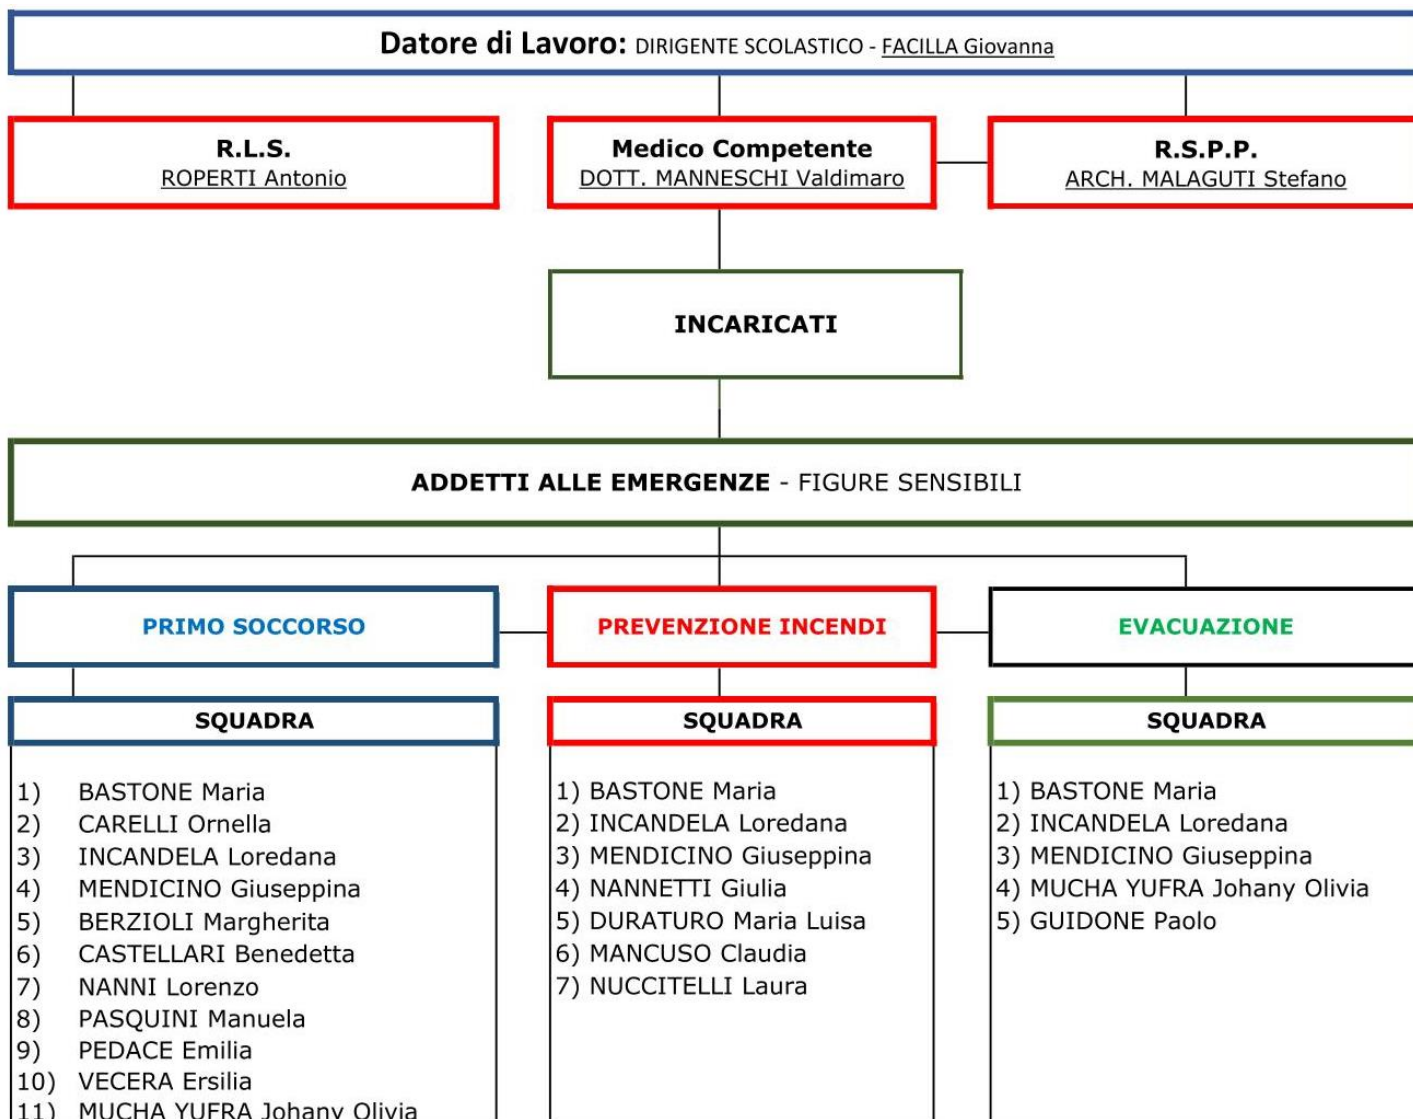 Datore di Lavoro: DIRIGENTE SCOLASTICO - FACILLA Giovanna
R.L.S.
ROPERTI Antonio
Medico Competente
DOTT. MANNESCHI Valdimaro
R.S.P.P.
ARCH. MALAGUTI Stefano
INCARICATI
ADDETTI ALLE EMERGENZE - FIGURE SENSIBILI
PRIMO SOCCORSO
PREVENZIONE INCENDI
EVACUAZIONE
SQUADRA
1) BASTONE Maria
2) CARELLI Ornella
3) INCANDELA Loredana
4) MENDICINO Giuseppina
5) BERZIOLI Margherita
6) CASTELLARI Benedetta
7) NANNI Lorenzo
8) PASQUINI Manuela
9) PEDACE Emilia
10) VECERA Ersilia
11) MUCHA YUFRA Johany Olivia
SQUADRA
1) BASTONE Maria
2) INCANDELA Loredana
3) MENDICINO Giuseppina
4) NANNETTI Giulia
5) DURATURO Maria Luisa
6) MANCUSO Claudia
7) NUCCITELLI Laura
SQUADRA
1) BASTONE Maria
2) INCANDELA Loredana
3) MENDICINO Giuseppina
4) MUCHA YUFRA Johany Olivia
5) GUIDONE Paolo